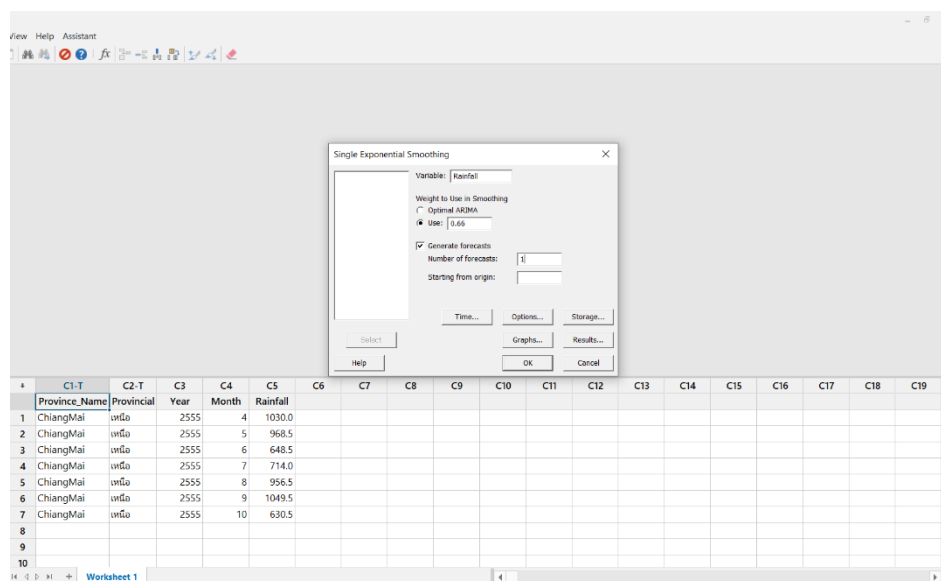 View Help Assistant
fx
Single Exponential Smoothing
Variable: Rainfall
Weight to Use in Smoothing
Optimal ARIMA
Use: 0.66
Generate forecasts
Number of forecasts: 1
Starting from origin:
Time... Options... Storage...
Select Graphs... Results...
Help OK Cancel
C1-T C2-T C3 C4 C5 C6 C7 C8 C9 C10 C11 C12 C13 C14 C15 C16 C17 C18 C19
Province_Name Provincial Year Month Rainfall
1 ChiangMai เหนือ 2555 4 1030.0
2 ChiangMai เหนือ 2555 5 968.5
3 ChiangMai เหนือ 2555 6 648.5
4 ChiangMai เหนือ 2555 7 714.0
5 ChiangMai เหนือ 2555 8 956.5
6 ChiangMai เหนือ 2555 9 1049.5
7 ChiangMai เหนือ 2555 10 630.5
8
9
10
Worksheet 1